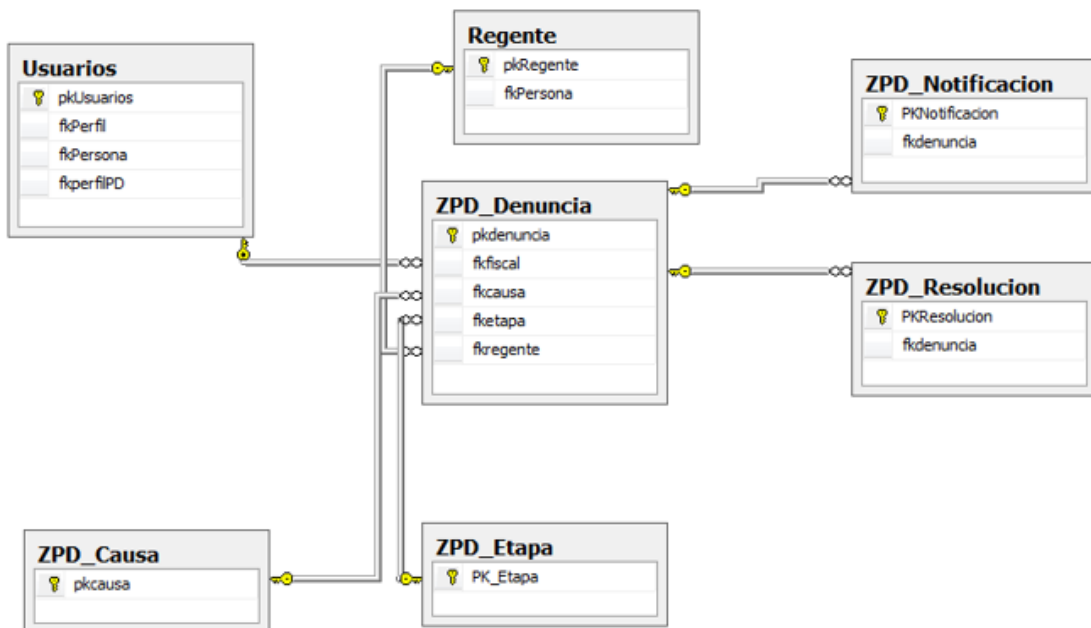 Usuarios
pkUsuarios
fkPerfil
fkPersona
fkperfilPD
Regente
pkRegente
fkPersona
ZPD_Notificacion
PKNotificacion
fkdenuncia
ZPD_Denuncia
pkdenuncia
fkfiscal
fkcausa
fketapa
fkregente
ZPD_Resolucion
PKResolucion
fkdenuncia
ZPD_Causa
pkcausa
ZPD_Etapa
PK_Etapa